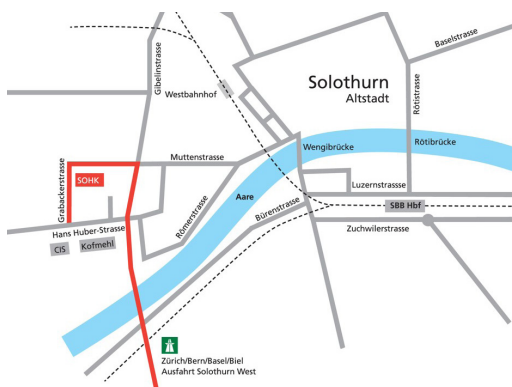 Baselstrasse
Gibelinstrasse
Solothurn
Altstadt
Westbahnhof
Rötistrasse
Wengibrücke
Rötibrücke
Muttenstrasse
Grabackerstrasse
SOHK
Luzernstrassse
Aare
SBB Hbf
Bürenstrasse
Römerstrasse
Hans Huber-Strasse
Zuchwilerstrasse
CIS
Kofmehl
Zürich/Bern/Basel/Biel
Ausfahrt Solothurn West